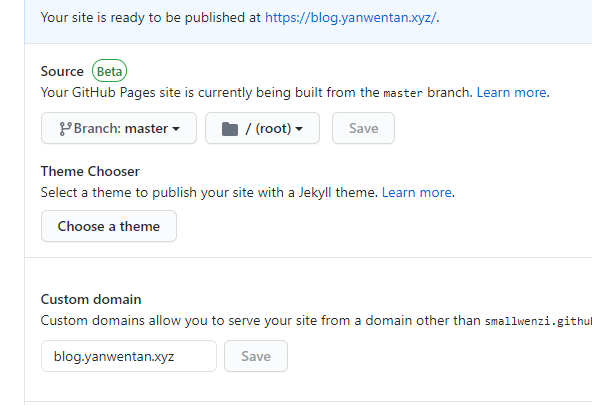 Your site is ready to be published at https://blog.yanwentan.xyz/.
Source Beta
Your GitHub Pages site is currently being built from the master branch. Learn more.
Branch: master / (root) Save
Theme Chooser
Select a theme to publish your site with a Jekyll theme. Learn more.
Choose a theme
Custom domain
Custom domains allow you to serve your site from a domain other than smallwenzi.githu
blog.yanwentan.xyz Save